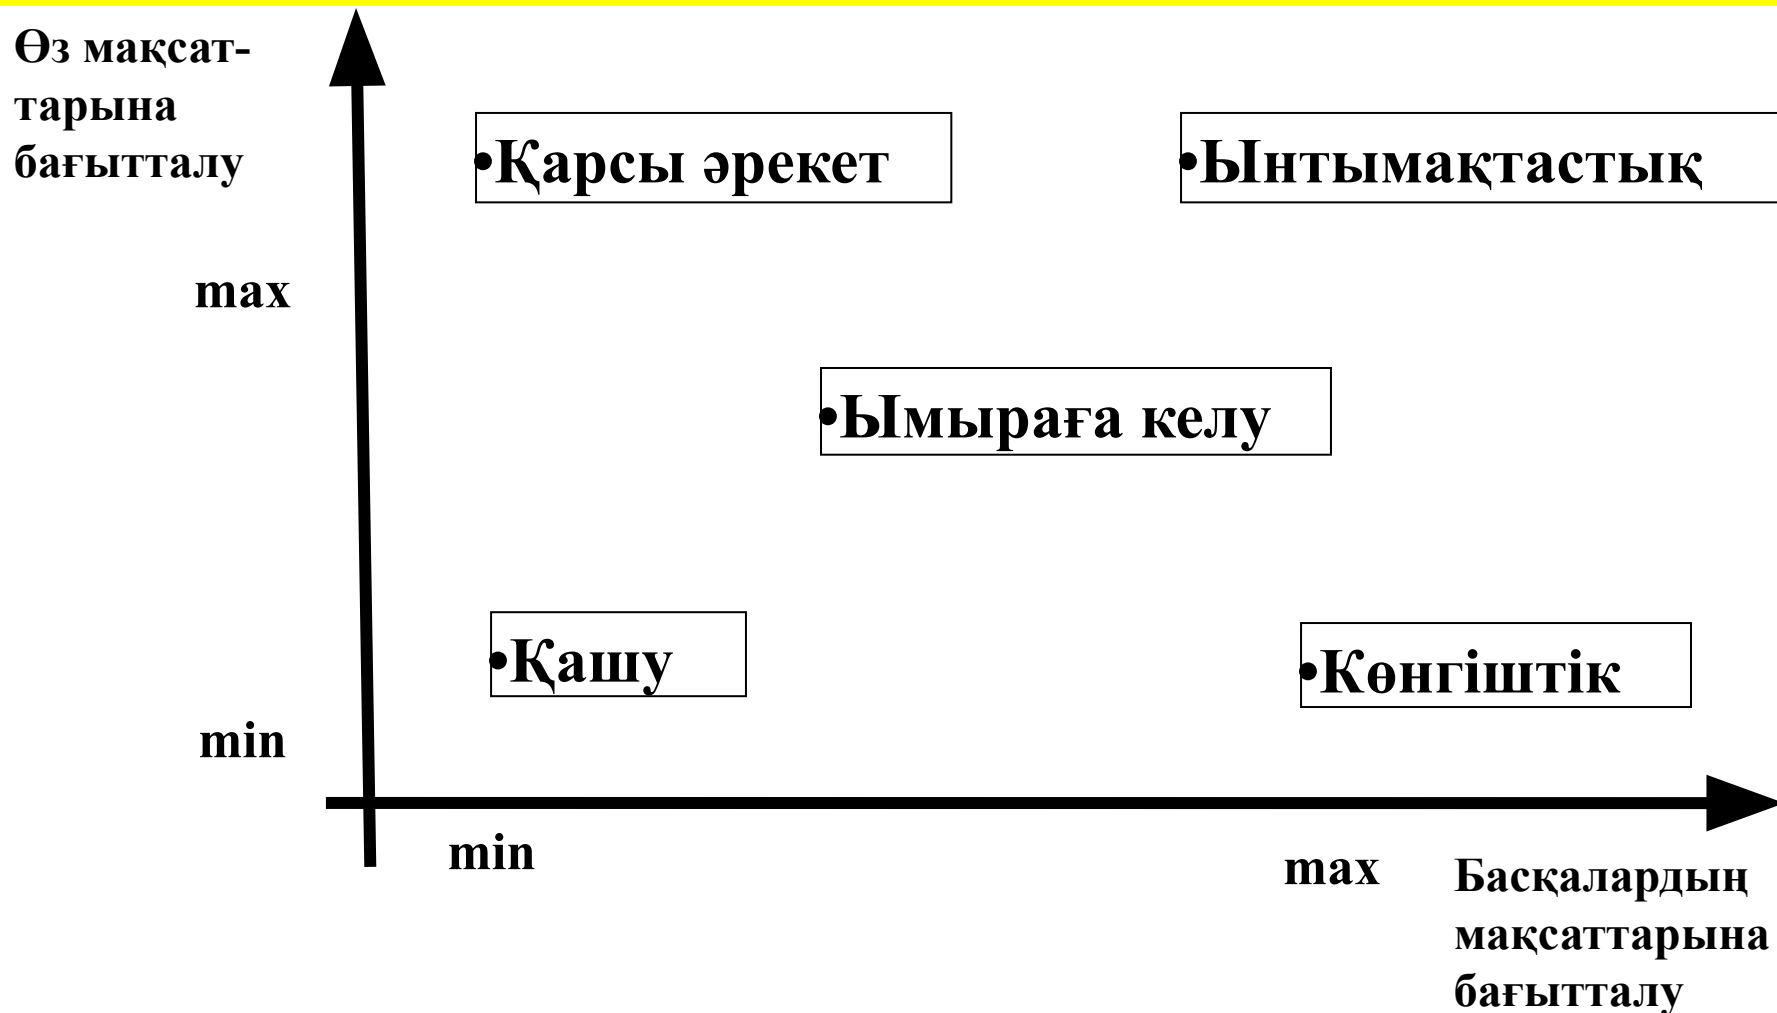 Өз мақсат-
тарына
бағытталу
•Қарсы әрекет
•Ынтымақтастық
max
•Ымыраға келу
•Қашу
•Көнгіштік
min
min
max
Басқалардың
мақсаттарына
бағытталу